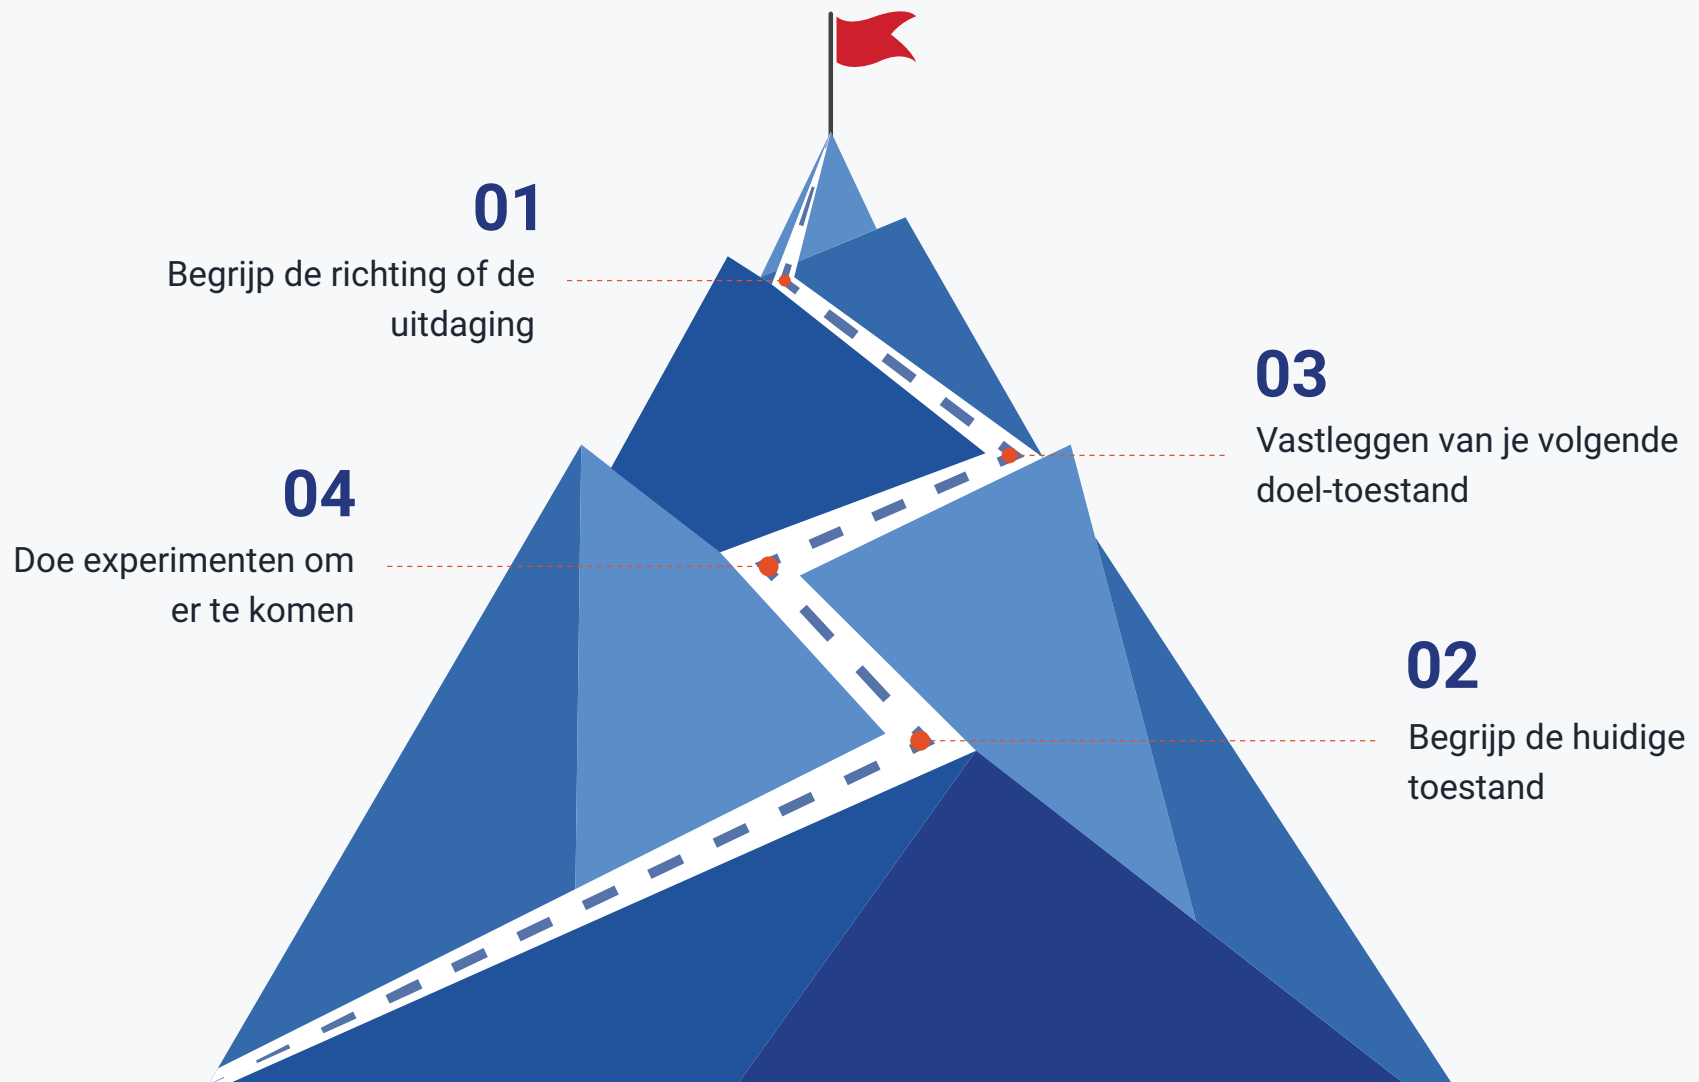 01
Begrijp de richting of de
uitdaging
03
Vastleggen van je volgende
doel-toestand
04
Doe experimenten om
er te komen
02
Begrijp de huidige
toestand